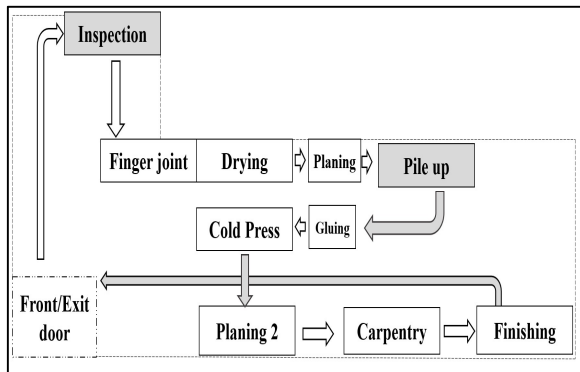 Inspection
Finger joint
Drying
Planing
Pile up
Cold Press
Gluing
Front/Exit
door
Planing 2
Carpentry
Finishing